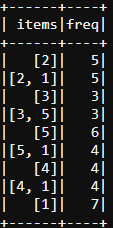 +------+----+
| items|freq|
+------+----+
|   [2]|   5|
|[2, 1]|   5|
|   [3]|   3|
|[3, 5]|   3|
|   [5]|   6|
|[5, 1]|   4|
|   [4]|   4|
|[4, 1]|   4|
|   [1]|   7|
+------+----+